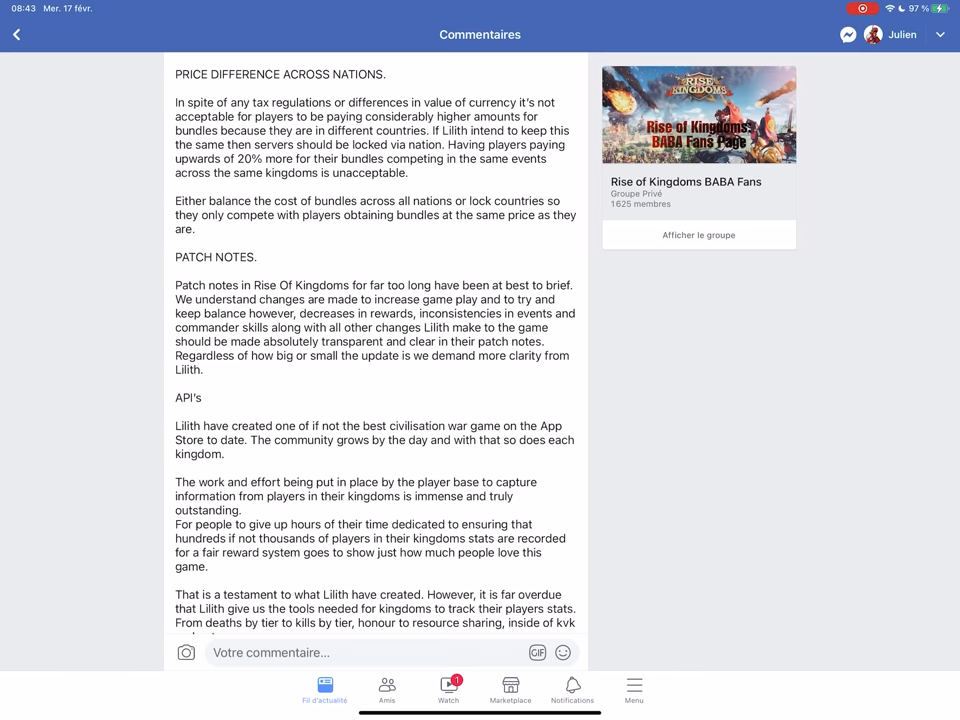 08:43 Mer. 17 févr.
97 %
Commentaires
Julien
PRICE DIFFERENCE ACROSS NATIONS.
In spite of any tax regulations or differences in value of currency it's not
acceptable for players to be paying considerably higher amounts for
bundles because they are in different countries. If Lilith intend to keep this
the same then servers should be locked via nation. Having players paying
upwards of 20% more for their bundles competing in the same events
across the same kingdoms is unacceptable.
Either balance the cost of bundles across all nations or lock countries so
they only compete with players obtaining bundles at the same price as they
are.
PATCH NOTES.
Patch notes in Rise Of Kingdoms for far too long have been at best to brief.
We understand changes are made to increase game play and to try and
keep balance however, decreases in rewards, inconsistencies in events and
commander skills along with all other changes Lilith make to the game
should be made absolutely transparent and clear in their patch notes.
Regardless of how big or small the update is we demand more clarity from
Lilith.
API's
Lilith have created one of if not the best civilisation war game on the App
Store to date. The community grows by the day and with that so does each
kingdom.
The work and effort being put in place by the player base to capture
information from players in their kingdoms is immense and truly
outstanding.
For people to give up hours of their time dedicated to ensuring that
hundreds if not thousands of players in their kingdoms stats are recorded
for a fair reward system goes to show just how much people love this
game.
That is a testament to what Lilith have created. However, it is far overdue
that Lilith give us the tools needed for kingdoms to track their players stats.
From deaths by tier to kills by tier, honour to resource sharing, inside of kvk
RISE OF
KINGDOMS
Rise of Kingdoms:
BABA Fans Page
Rise of Kingdoms BABA Fans
Groupe Privé
1 625 membres
Afficher le groupe
Votre commentaire...
GIF
1
Fil d'actualité
Amis
Watch
Marketplace
Notifications
Menu